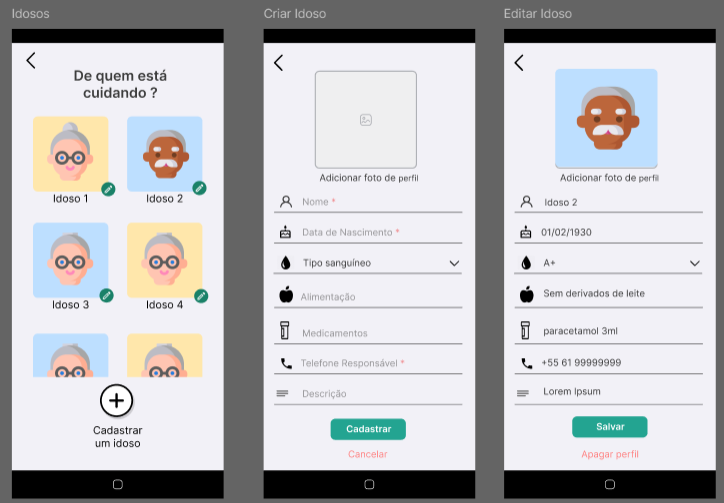 Idosos
De quem está
cuidando ?
Idoso 1
Idoso 2
Idoso 3
Idoso 4
Cadastrar
um idoso
Criar Idoso
Adicionar foto de perfil
Nome *
Data de Nascimento *
Tipo sanguíneo
Alimentação
Medicamentos
Telefone Responsável *
Descrição
Cadastrar
Cancelar
Editar Idoso
Adicionar foto de perfil
Idoso 2
01/02/1930
A+
Sem derivados de leite
paracetamol 3ml
+55 61 99999999
Lorem Ipsum
Salvar
Apagar perfil